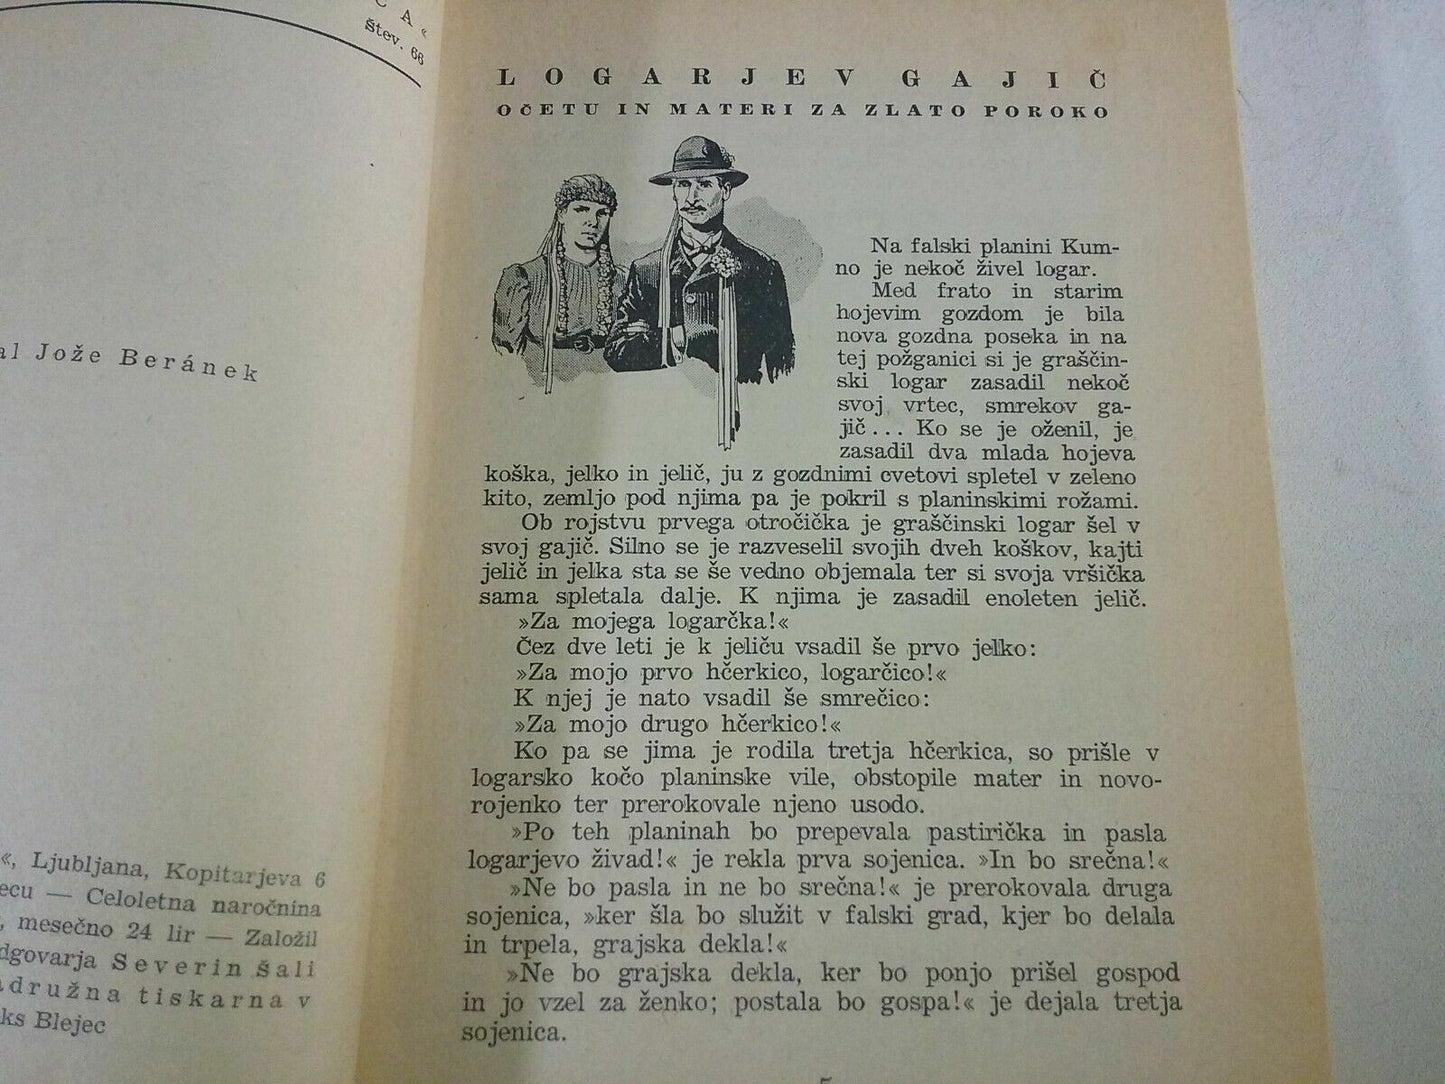 C A«
štev. 66
al Jože Beránek
«, Ljubljana, Kopitarjeva 6
ecu — Celoletna naročnina
, mesečno 24 lir — Založil
dgovarja Severin Šali
adružna tiskarna v
ks Blejec
LOGARJEV GAJIČ
OČETU IN MATERI ZA ZLATO POROKO
Na falski planini Kum-
no je nekoč živel logar.
Med frato in starim
hojevim gozdom je bila
nova gozdna poseka in na
tej požganici si je graščin-
ski logar zasadil nekoč
svoj vrtec, smrekov ga-
jič... Ko se je oženil, je
zasadil dva mlada hojeva
koška, jelko in jelič, ju z gozdnimi cvetovi spletel v zeleno
kito, zemljo pod njima pa je pokril s planinskimi rožami.
Ob rojstvu prvega otročička je graščinski logar šel v
svoj gajič. Silno se je razveselil svojih dveh koškov, kajti
jelič in jelka sta se še vedno objemala ter si svoja vršička
sama spletala dalje. K njima je zasadil enoleten jelič.
»Za mojega logarčka!«
Čez dve leti je k jeliču vsadil še prvo jelko:
»Za mojo prvo hčerkico, logarčico!«
K njej je nato vsadil še smrečico:
»Za mojo drugo hčerkico!«
Ko pa se jima je rodila tretja hčerkica, so prišle v
logarsko kočo planinske vile, obstopile mater in novo-
rojenko ter prerokovale njeno usodo.
»Po teh planinah bo prepevala pastirička in pasla
logarjevo živad!« je rekla prva sojenica. »In bo srečna!«
»Ne bo pasla in ne bo srečna!« je prerokovala druga
sojenica, »ker šla bo služit v falski grad, kjer bo delala
in trpela, grajska dekla!«
»Ne bo grajska dekla, ker bo ponjo prišel gospod
in jo vzel za ženko; postala bo gospa!« je dejala tretja
sojenica.